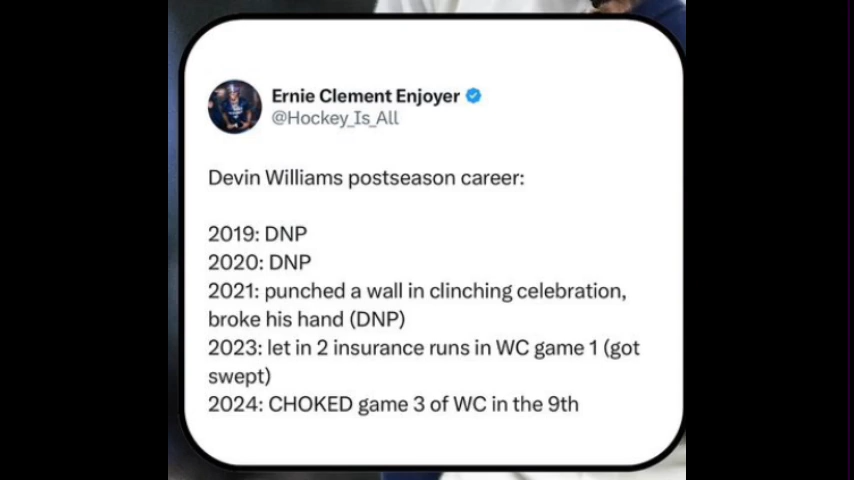 Ernie Clement Enjoyer
@Hockey_Is_All
Devin Williams postseason career:
2019: DNP
2020: DNP
2021: punched a wall in clinching celebration,
broke his hand (DNP)
2023: let in 2 insurance runs in WC game 1 (got
swept)
2024: CHOKED game 3 of WC in the 9th